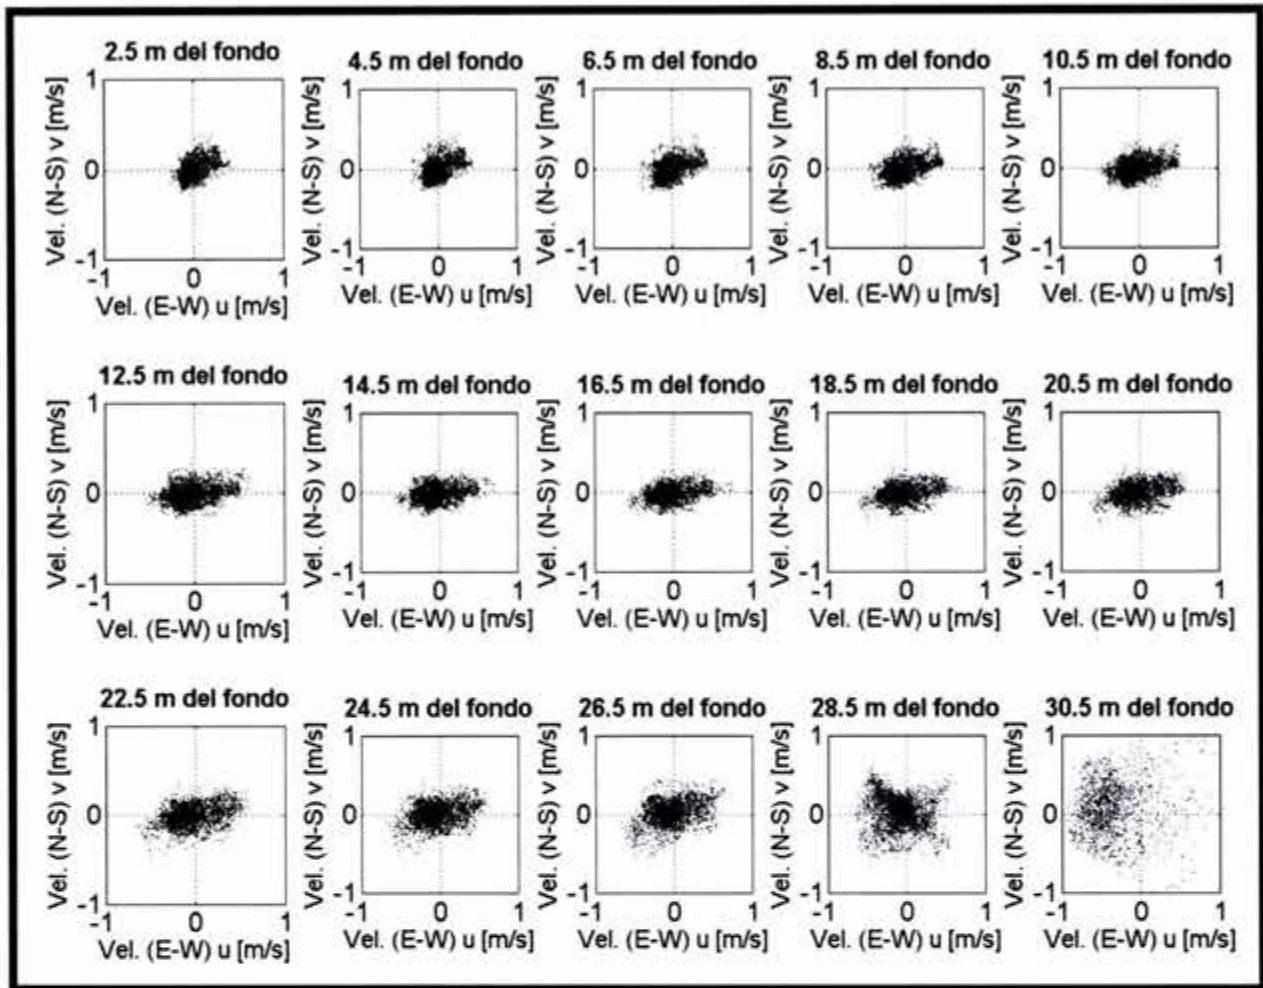 2.5 m del fondo
Vel. (N-S) v [m/s]
1
0
-1
-1
0
1
Vel. (E-W) u [m/s]
4.5 m del fondo
Vel. (N-S) v [m/s]
1
0
-1
-1
0
1
Vel. (E-W) u [m/s]
6.5 m del fondo
Vel. (N-S) v [m/s]
1
0
-1
-1
0
1
Vel. (E-W) u [m/s]
8.5 m del fondo
Vel. (N-S) v [m/s]
1
0
-1
-1
0
1
Vel. (E-W) u [m/s]
10.5 m del fondo
Vel. (N-S) v [m/s]
1
0
-1
-1
0
1
Vel. (E-W) u [m/s]
12.5 m del fondo
Vel. (N-S) v [m/s]
1
0
-1
-1
0
1
Vel. (E-W) u [m/s]
14.5 m del fondo
Vel. (N-S) v [m/s]
1
0
-1
-1
0
1
Vel. (E-W) u [m/s]
16.5 m del fondo
Vel. (N-S) v [m/s]
1
0
-1
-1
0
1
Vel. (E-W) u [m/s]
18.5 m del fondo
Vel. (N-S) v [m/s]
1
0
-1
-1
0
1
Vel. (E-W) u [m/s]
20.5 m del fondo
Vel. (N-S) v [m/s]
1
0
-1
-1
0
1
Vel. (E-W) u [m/s]
22.5 m del fondo
Vel. (N-S) v [m/s]
1
0
-1
-1
0
1
Vel. (E-W) u [m/s]
24.5 m del fondo
Vel. (N-S) v [m/s]
1
0
-1
-1
0
1
Vel. (E-W) u [m/s]
26.5 m del fondo
Vel. (N-S) v [m/s]
1
0
-1
-1
0
1
Vel. (E-W) u [m/s]
28.5 m del fondo
Vel. (N-S) v [m/s]
1
0
-1
-1
0
1
Vel. (E-W) u [m/s]
30.5 m del fondo
Vel. (N-S) v [m/s]
1
0
-1
-1
0
1
Vel. (E-W) u [m/s]